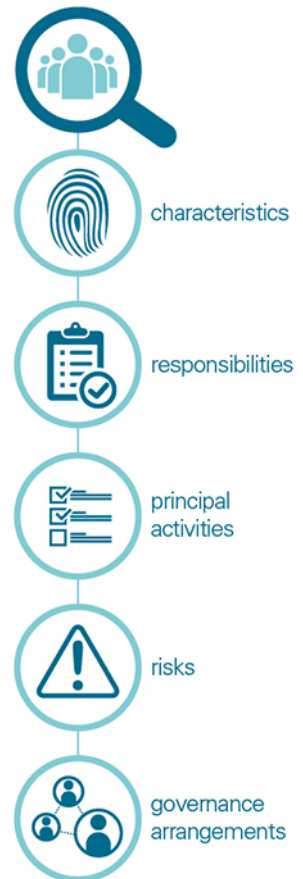 characteristics
responsibilities
principal
activities
risks
governance
arrangements